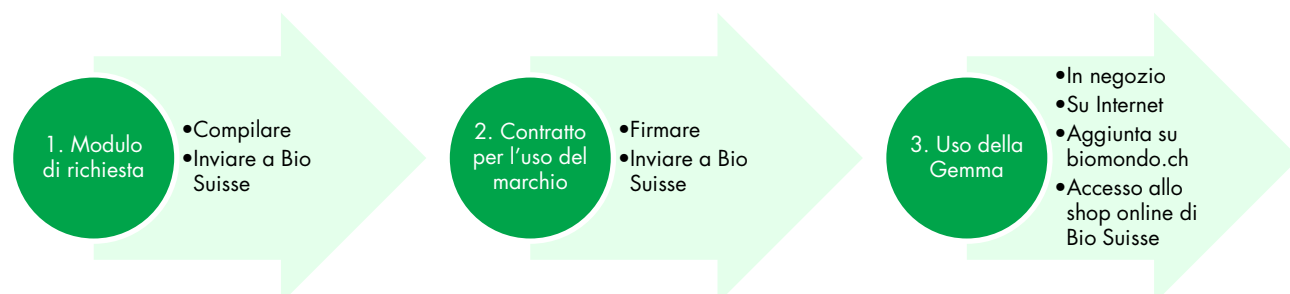 1. Modulo
di richiesta
•Compilare
•Inviare a Bio
Suisse
2. Contratto
per l'uso del
marchio
•Firmare
•Inviare a Bio
Suisse
3. Uso della
Gemma
•In negozio
•Su Internet
•Aggiunta su
biomondo.ch
•Accesso allo
shop online di
Bio Suisse